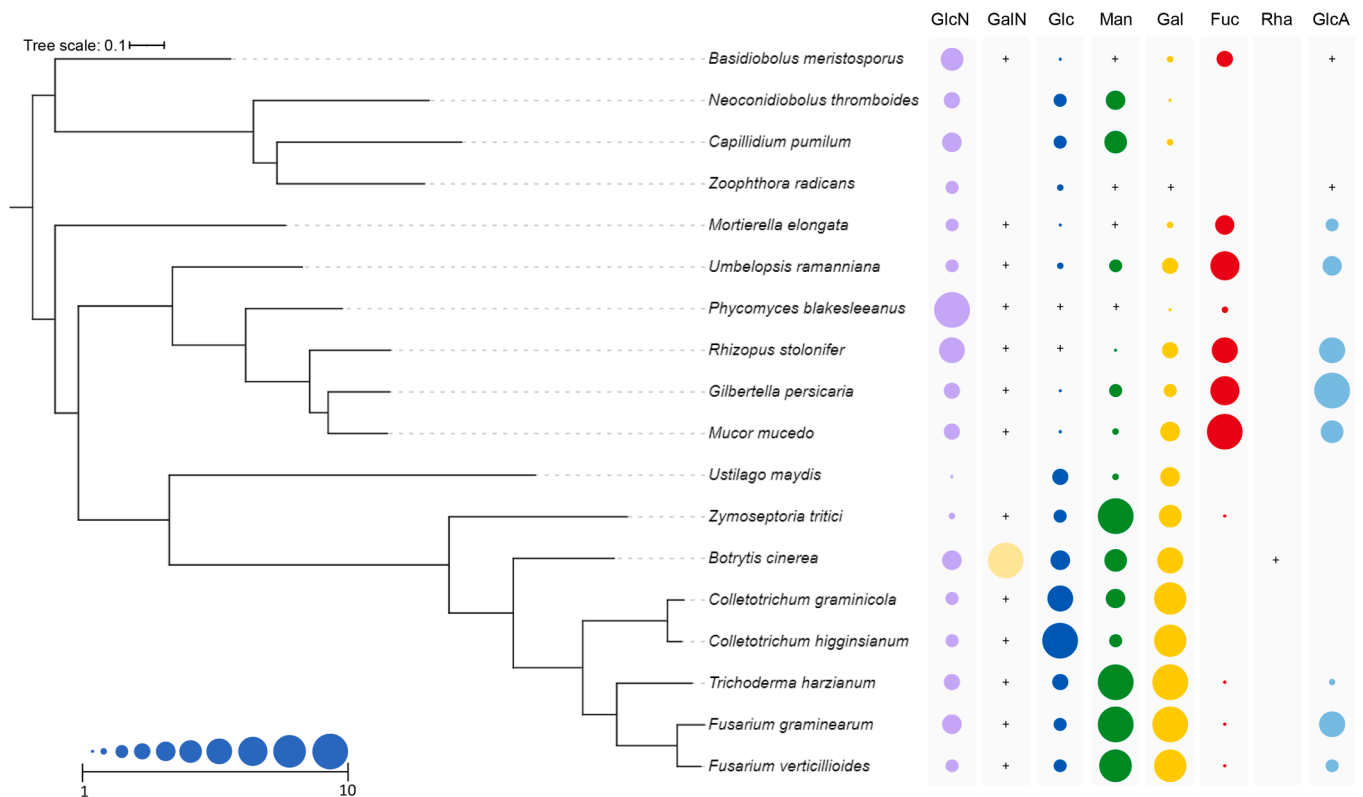 GlcN GalN Glc Man Gal Fuc Rha GlcA
Tree scale: 0.1
Basidiobolus meristosporus + + +
Neoconidiobolus thromboides
Capillidium pumilum
Zoophthora radicans + + +
Mortierella elongata + +
Umbelopsis ramanniana +
Phycomyces blakesleeanus + + +
Rhizopus stolonifer + +
Gilbertella persicaria +
Mucor mucedo +
Ustilago maydis
Zymoseptoria tritici +
Botrytis cinerea +
Colletotrichum graminicola +
Colletotrichum higginsianum +
Trichoderma harzianum +
Fusarium graminearum +
Fusarium verticillioides +
1 10